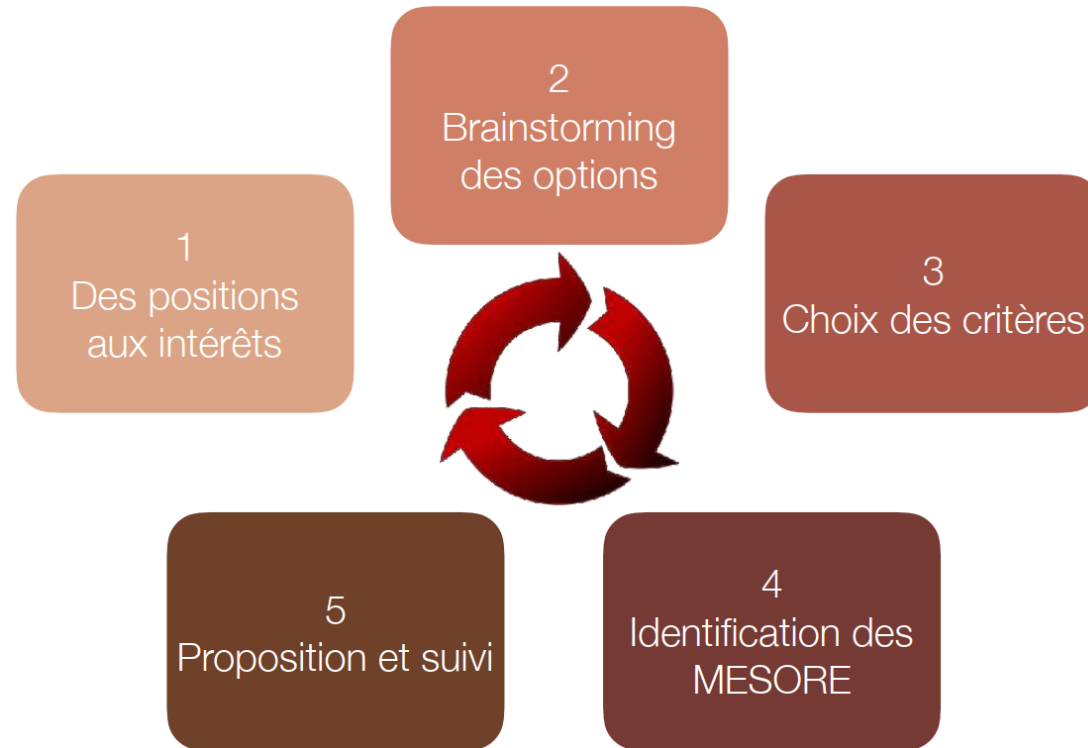 1
Des positions
aux intérêts
2
Brainstorming
des options
3
Choix des critères
4
Identification des
MESORE
5
Proposition et suivi